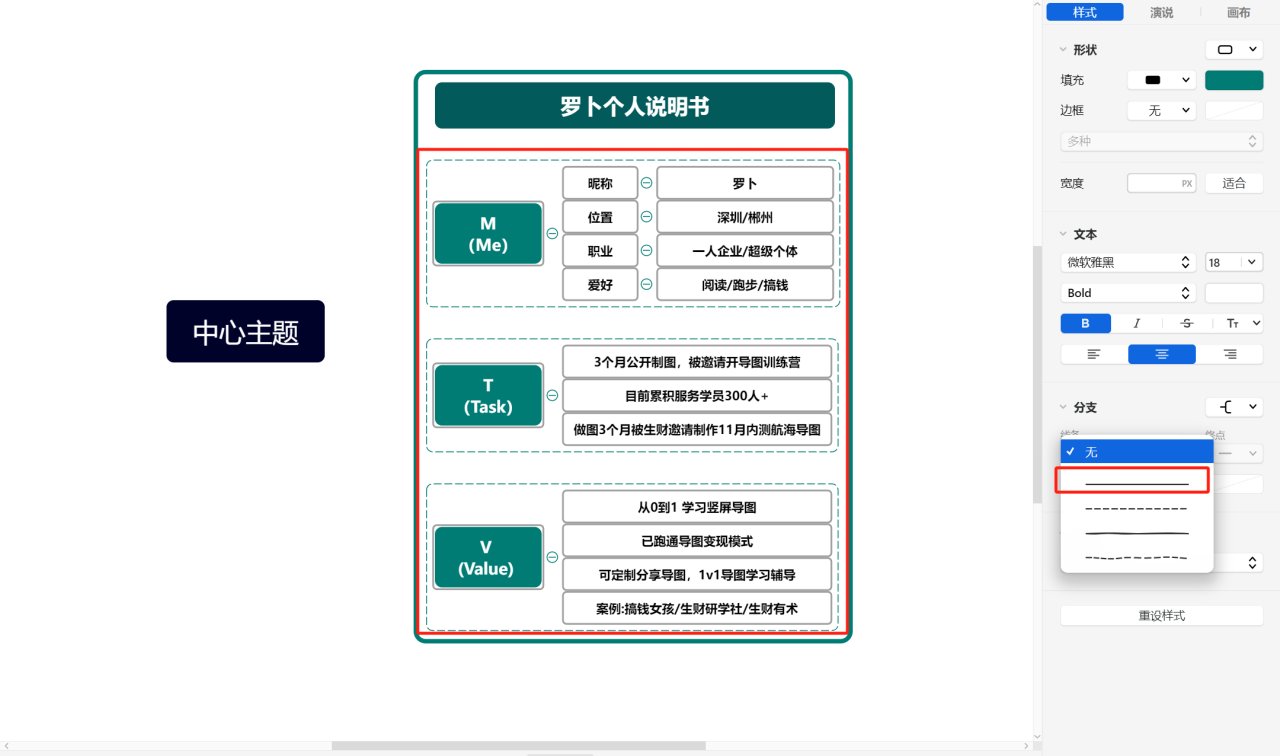 样式 演说 画布
形状
填充
边框 无
多种
宽度 PX 适合
文本
微软雅黑 18
Bold
B I S Tт
分支
线条 终点
无
重设样式
中心主题
罗卜个人说明书
M
(Me)
昵称 罗卜
位置 深圳/郴州
职业 一人企业/超级个体
爱好 阅读/跑步/搞钱
T
(Task)
3个月公开制图，被邀请开导图训练营
目前累积服务学员300人+
做图3个月被生财邀请制作11月内测航海导图
V
(Value)
从0到1 学习竖屏导图
已跑通导图变现模式
可定制分享导图，1v1导图学习辅导
案例:搞钱女孩/生财研学社/生财有术